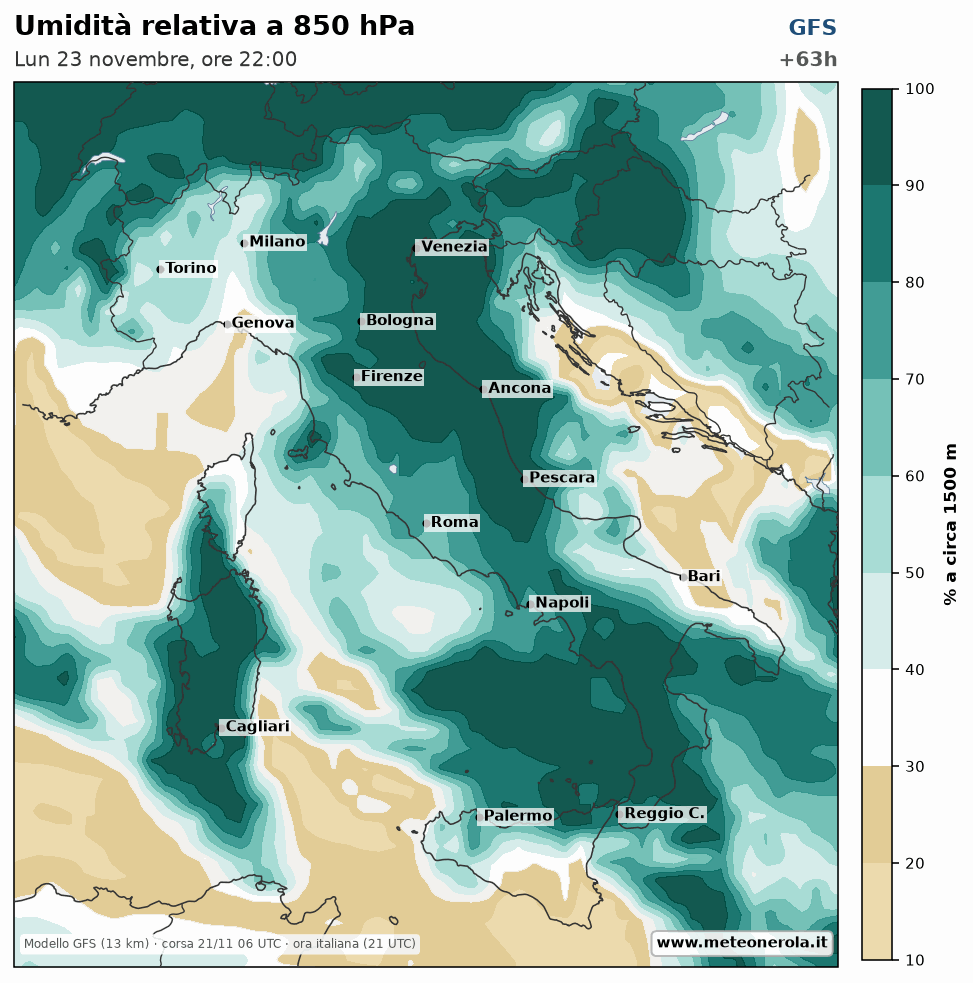 Umidità relativa a 850 hPa
GFS
Lun 23 novembre, ore 22:00
+63h
Milano
Venezia
Torino
Genova
Bologna
Firenze
Ancona
Pescara
Roma
Bari
Napoli
Cagliari
Palermo
Reggio C.
100
90
80
70
60
50
40
30
20
10
% a circa 1500 m
Modello GFS (13 km) · corsa 21/11 06 UTC · ora italiana (21 UTC)
www.meteonerola.it